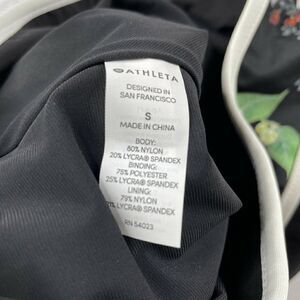 ATHLETA
DESIGNED IN
SAN FRANCISCO
S
MADE IN CHINA
BODY:
80% NYLON
20% LYCRA® SPANDEX
BINDING:
75% POLYESTER
25% LYCRA® SPANDEX
LINING:
79% NYLON
RN 54023